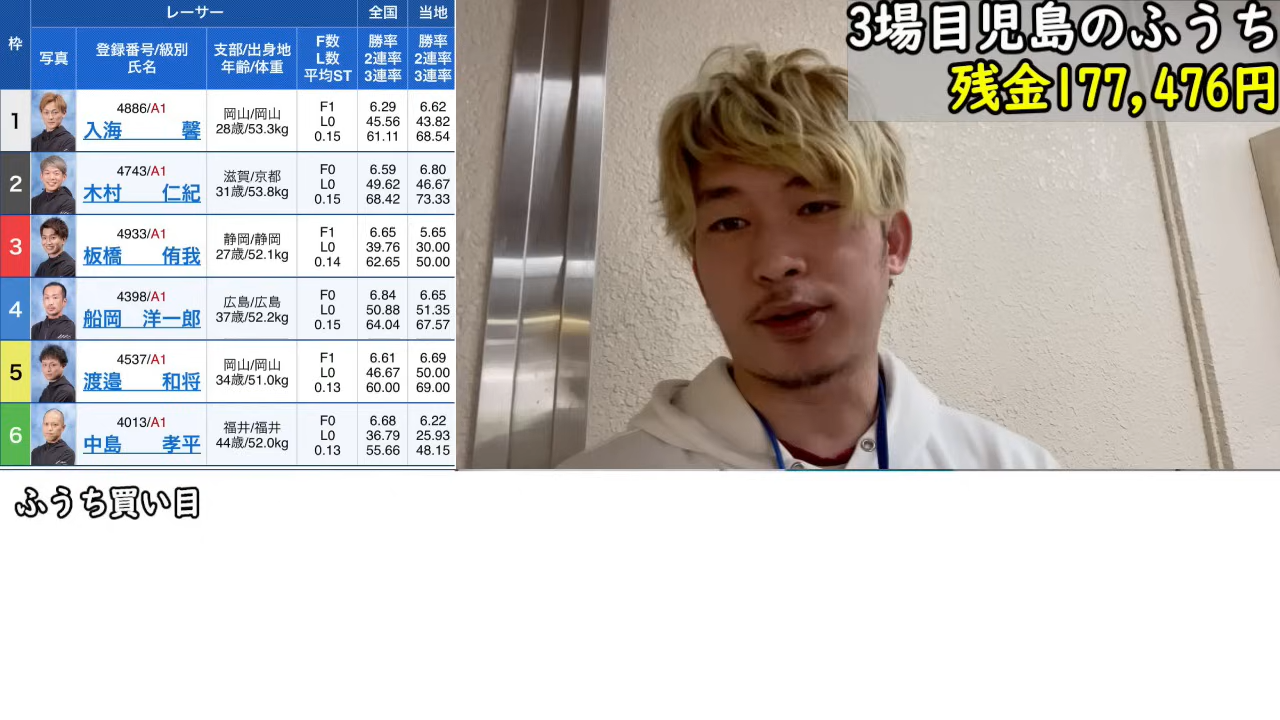 枠
レーサー
全国
当地
写真
登録番号/級別
氏名
支部/出身地
年齢/体重
F数
L数
平均ST
勝率
2連率
3連率
勝率
2連率
3連率
1
4886/A1
入海 馨
岡山/岡山
28歳/53.3kg
F1
L0
0.15
6.29
45.56
61.11
6.62
43.82
68.54
2
4743/A1
木村 仁紀
滋賀/京都
31歳/53.8kg
F0
L0
0.15
6.59
49.62
68.42
6.80
46.67
73.33
3
4933/A1
板橋 侑我
静岡/静岡
27歳/52.1kg
F1
L0
0.14
6.65
39.76
62.65
5.65
30.00
50.00
4
4398/A1
船岡 洋一郎
広島/広島
37歳/52.2kg
F0
L0
0.15
6.84
50.88
64.04
6.65
51.35
67.57
5
4537/A1
渡邉 和将
岡山/岡山
34歳/51.0kg
F1
L0
0.13
6.61
46.67
60.00
6.69
50.00
69.00
6
4013/A1
中島 孝平
福井/福井
44歳/52.0kg
F0
L0
0.13
6.68
36.79
55.66
6.22
25.93
48.15
3場目児島のふうち
残金177,476円
ふうち買い目